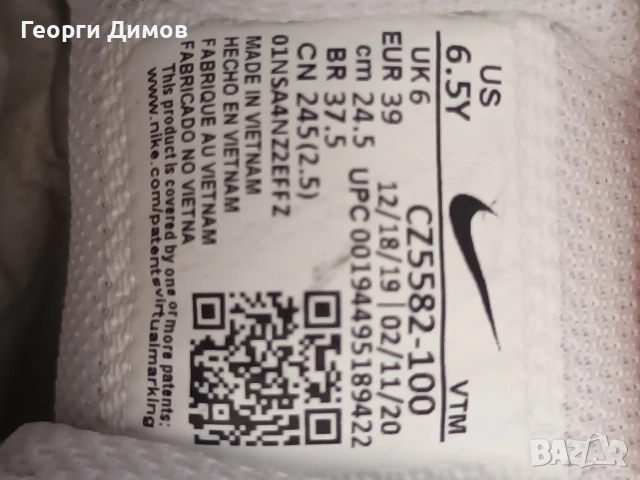 Георги Димов
US
6.5Y
UK 6
EUR 39
cm 24.5
BR 37.5
CN 245(2.5)
VTM
CZ5582-100
12/18/19 | 02/11/20
UPC 00194495189422
01NSA4NZ2EFFZ
MADE IN VIETNAM
HECHO EN VIETNAM
FABRIQUE AU VIETNAM
FABRICADO NO VIETNA
This product is covered by one or more patents:
www.nike.com/patentsvirtualmarking
BAZAR